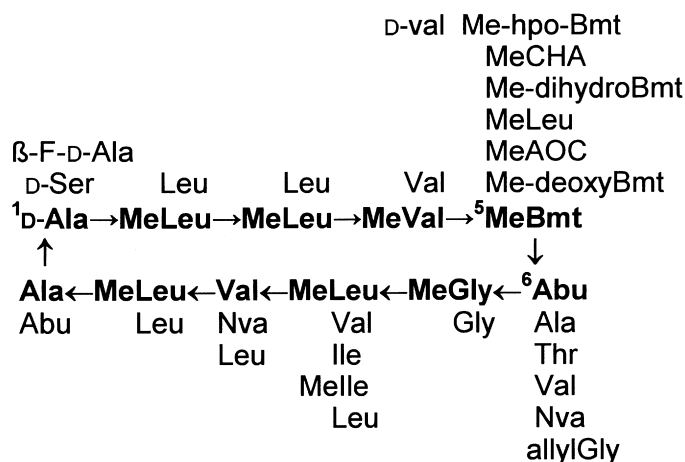 D-val Me-hpo-Bmt
MeCHA
Me-dihydroBmt
MeLeu
ß-F-D-Ala MeAOC
D-Ser Leu Leu Val Me-deoxyBmt
¹D-Ala→MeLeu→MeLeu→MeVal→⁵MeBmt
↑ ↓
Ala←MeLeu←Val←MeLeu←MeGly←⁶Abu
Abu Leu Nva Val Gly Ala
Leu Ile Thr
MeIle Val
Leu Nva
allylGly